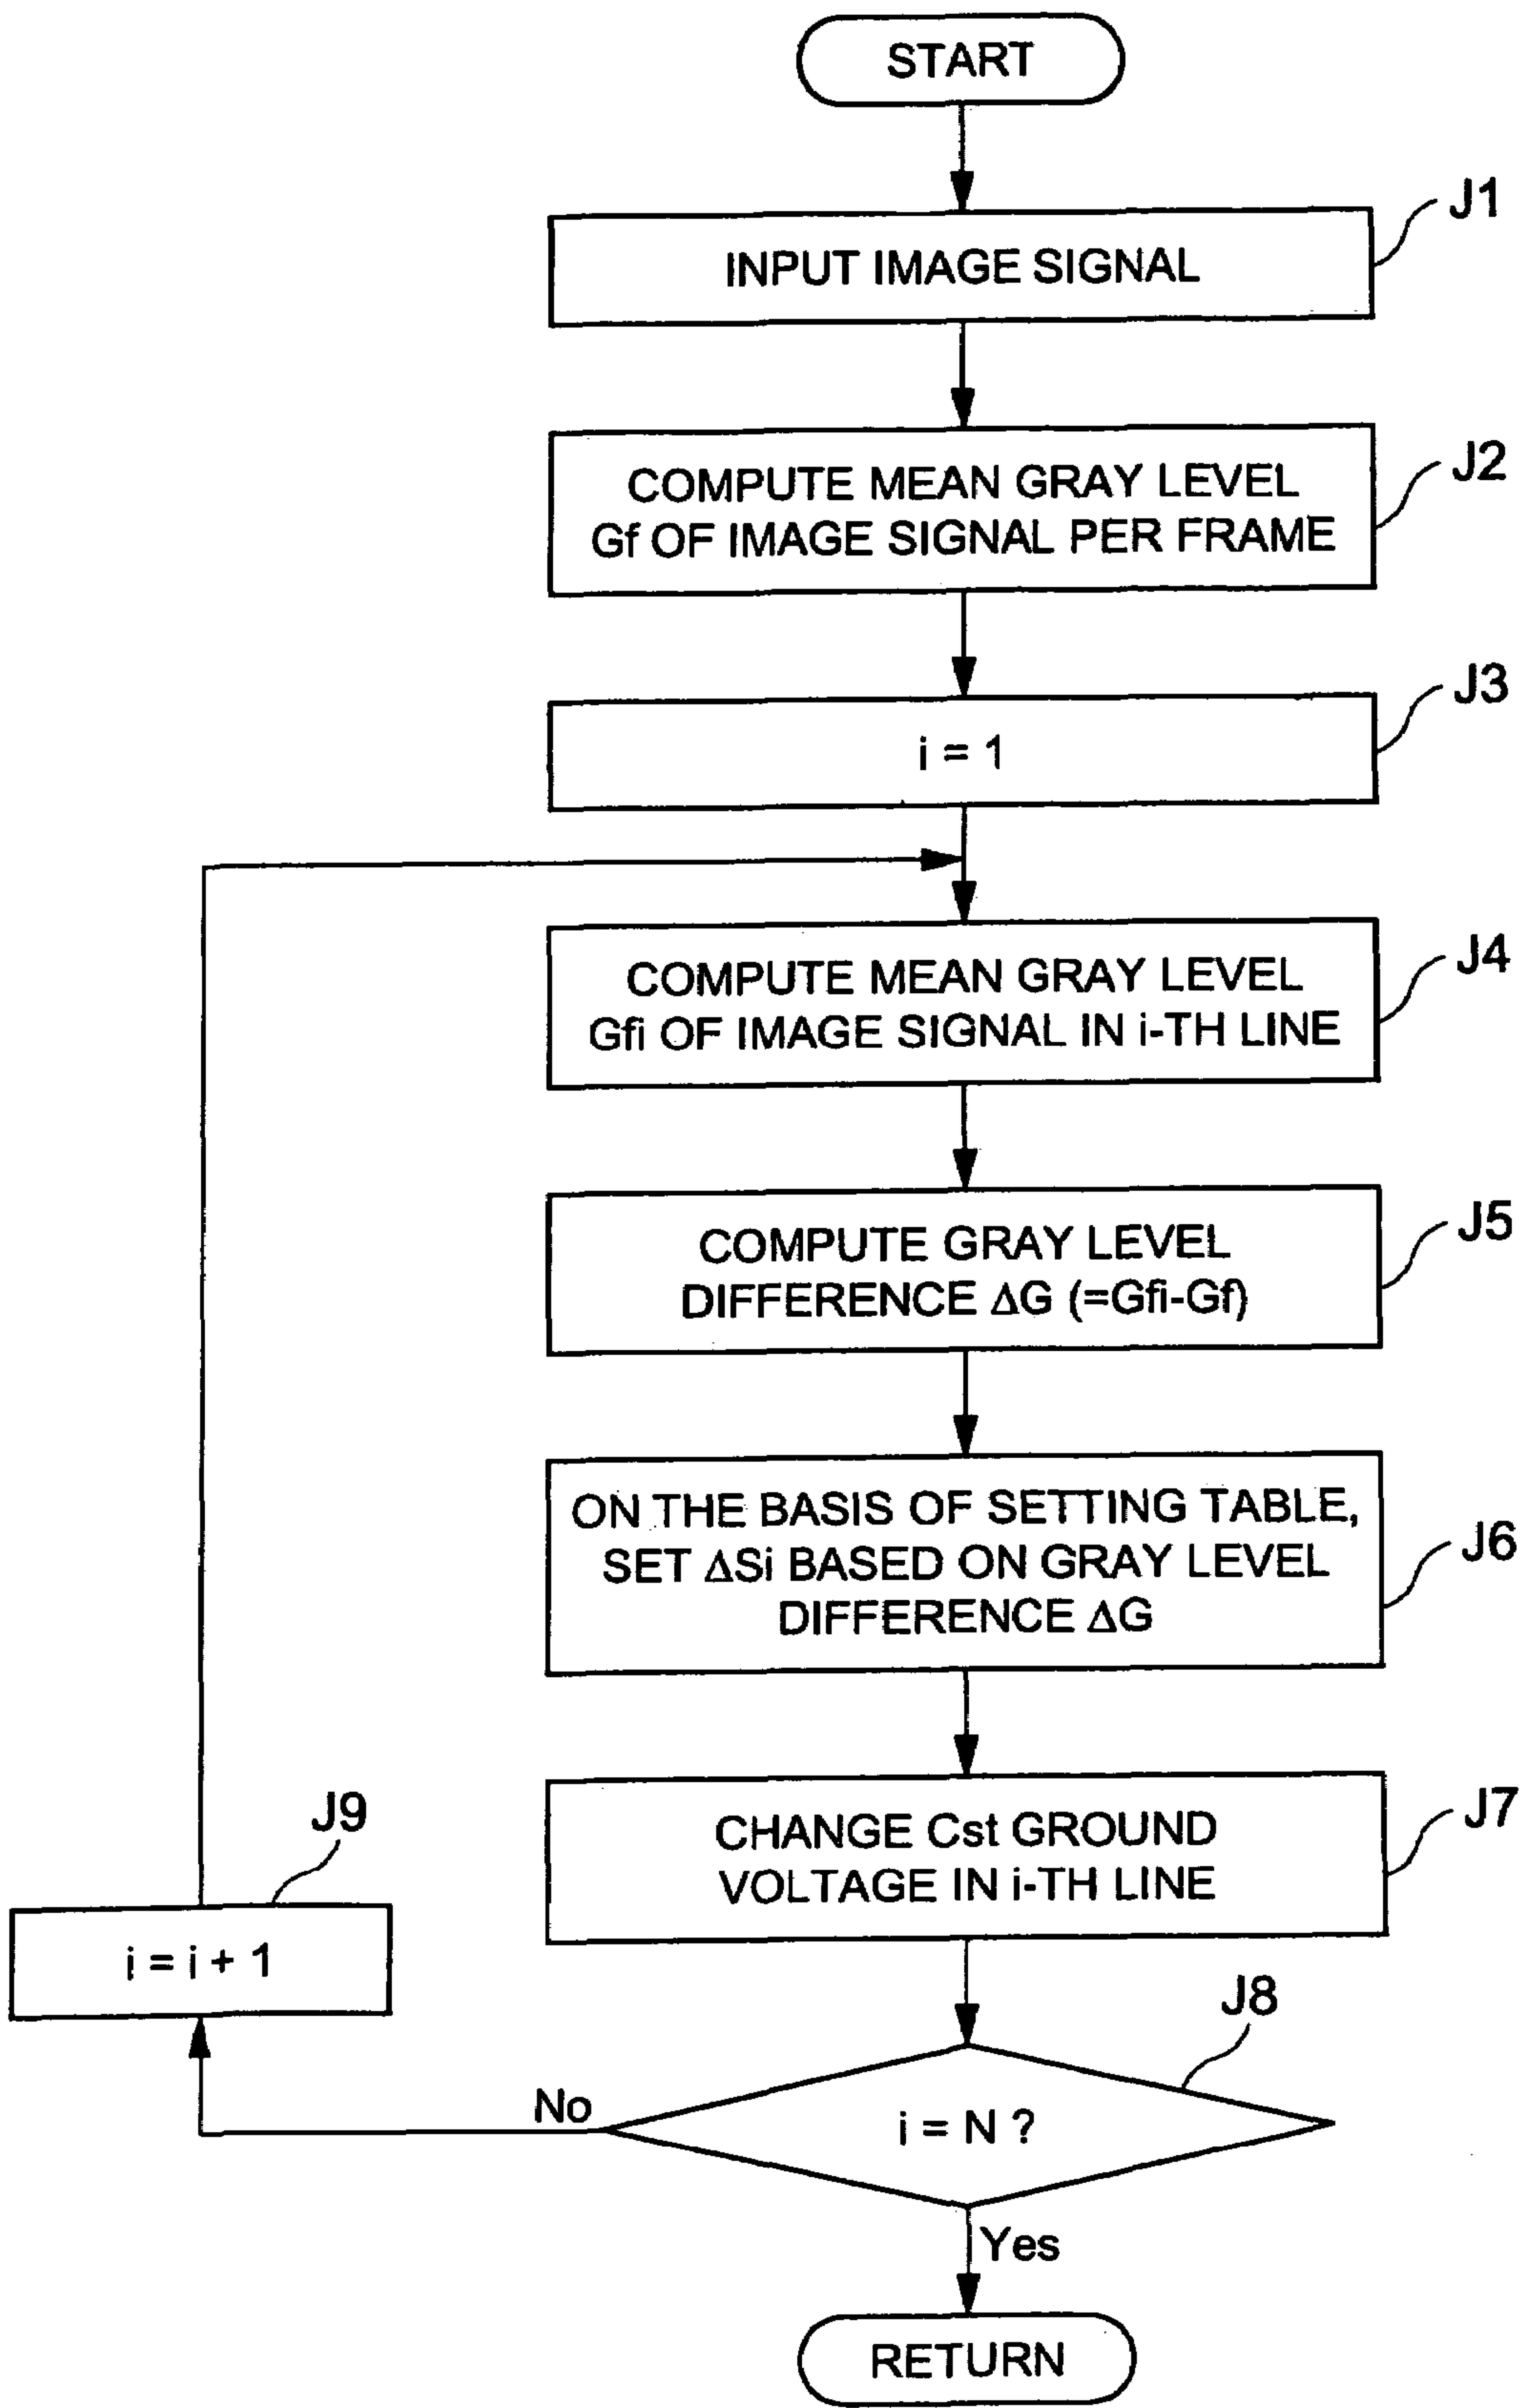 START
J1
INPUT IMAGE SIGNAL
J2
COMPUTE MEAN GRAY LEVEL
Gf OF IMAGE SIGNAL PER FRAME
J3
i = 1
J4
COMPUTE MEAN GRAY LEVEL
Gfi OF IMAGE SIGNAL IN i-TH LINE
J5
COMPUTE GRAY LEVEL
DIFFERENCE ΔG (=Gfi-Gf)
J6
ON THE BASIS OF SETTING TABLE,
SET ΔSi BASED ON GRAY LEVEL
DIFFERENCE ΔG
J7
CHANGE Cst GROUND
VOLTAGE IN i-TH LINE
J9
i = i + 1
J8
No
i = N ?
Yes
RETURN